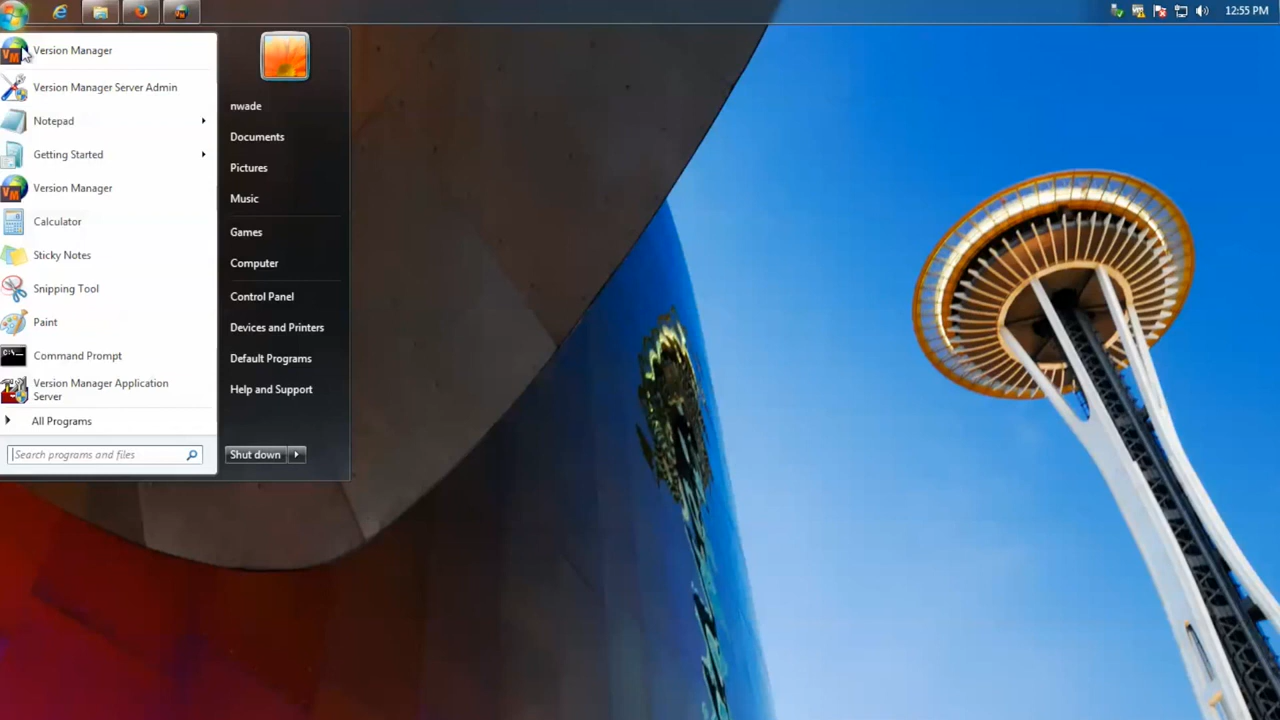 12:55 PM
Version Manager
Version Manager Server Admin
Notepad
Getting Started
Version Manager
Calculator
Sticky Notes
Snipping Tool
Paint
Command Prompt
Version Manager Application
Server
All Programs
Search programs and files
nwade
Documents
Pictures
Music
Games
Computer
Control Panel
Devices and Printers
Default Programs
Help and Support
Shut down